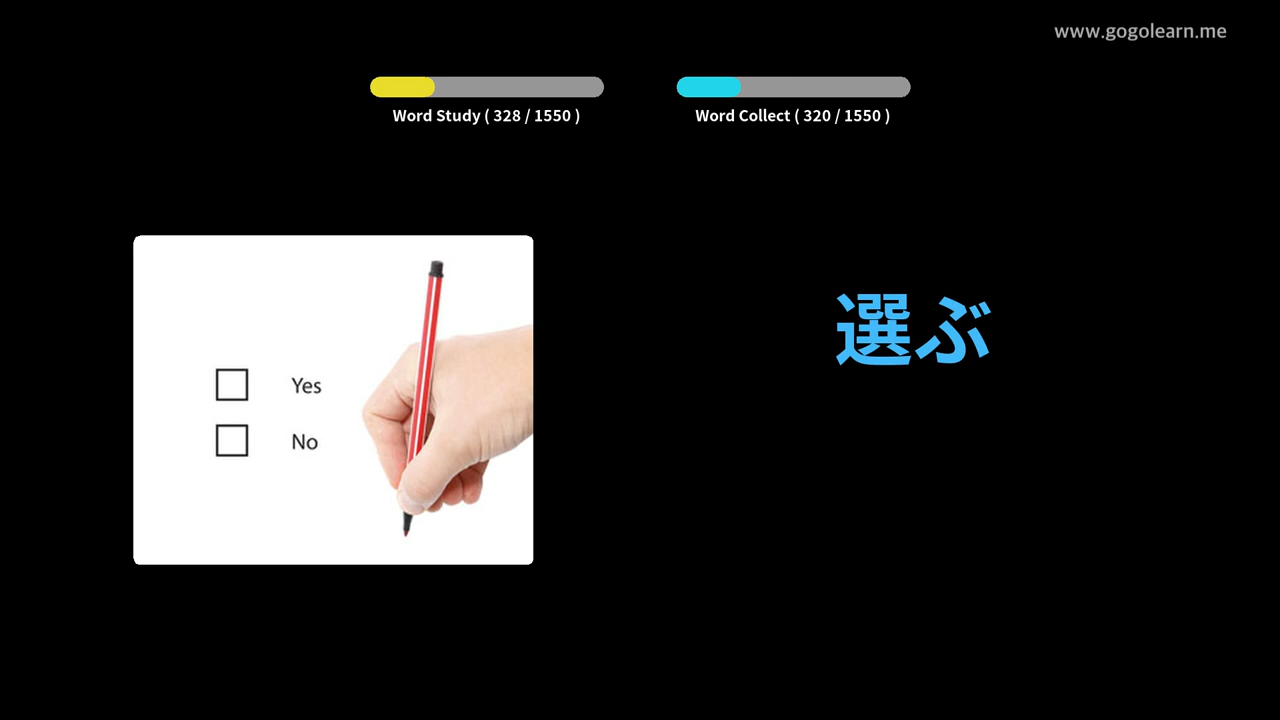 www.gogolearn.me
Word Study ( 328 / 1550 )
Word Collect ( 320 / 1550 )
Yes
No
選ぶ